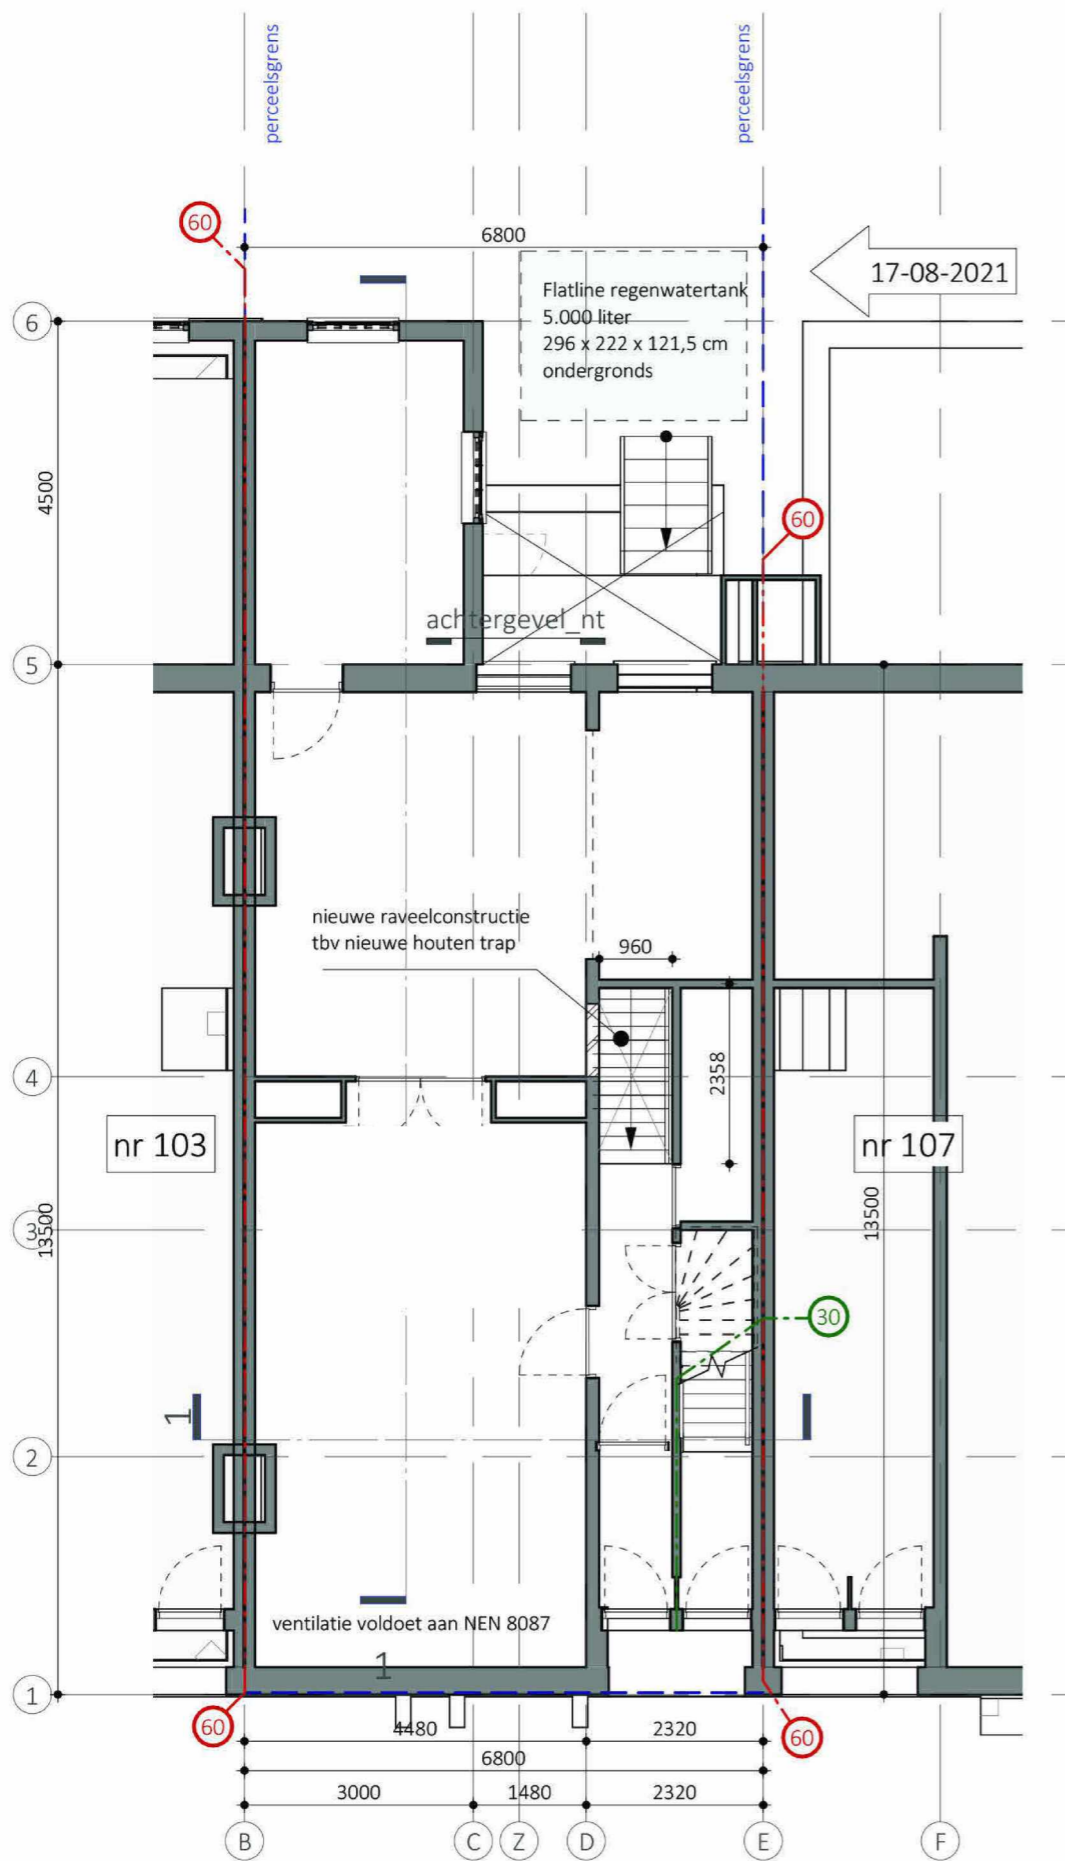 perceelsgrens
perceelsgrens
60
6800
17-08-2021
Flatline regenwatertank
5.000 liter
296 x 222 x 121,5 cm
ondergronds
6
4500
60
achtergevel_nt
5
nieuwe raveelconstructie
tbv nieuwe houten trap
960
2358
4
nr 103
nr 107
3
13500
13500
30
1
2
ventilatie voldoet aan NEN 8087
1
1
60
60
4480
2320
6800
3000
1480
2320
B
C
Z
D
E
F